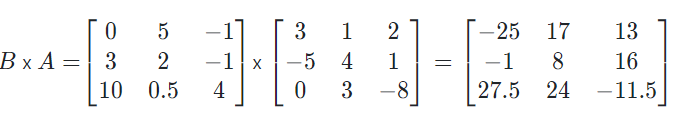 B x A = [0 5 −1; 3 2 −1; 10 0.5 4] x [3 1 2; −5 4 1; 0 3 −8] = [−25 17 13; −1 8 16; 27.5 24 −11.5]